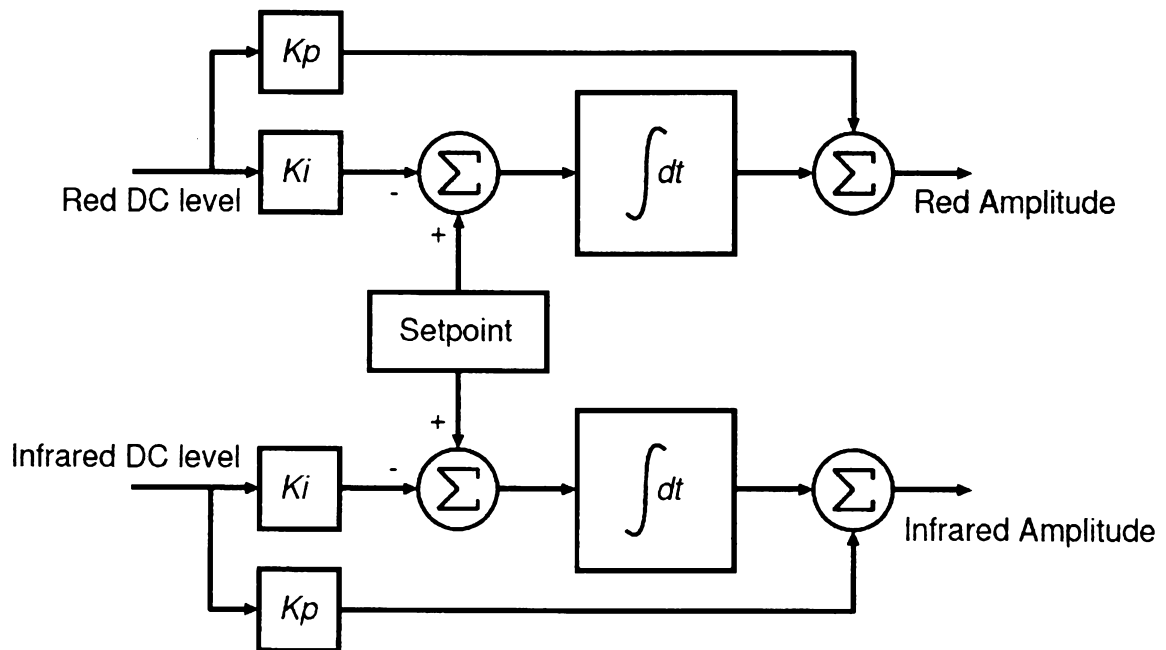 Kp
Ki
-
Σ
∫dt
Σ
Red DC level
Red Amplitude
+
Setpoint
+
Infrared DC level
Ki
-
Σ
∫dt
Σ
Infrared Amplitude
Kp